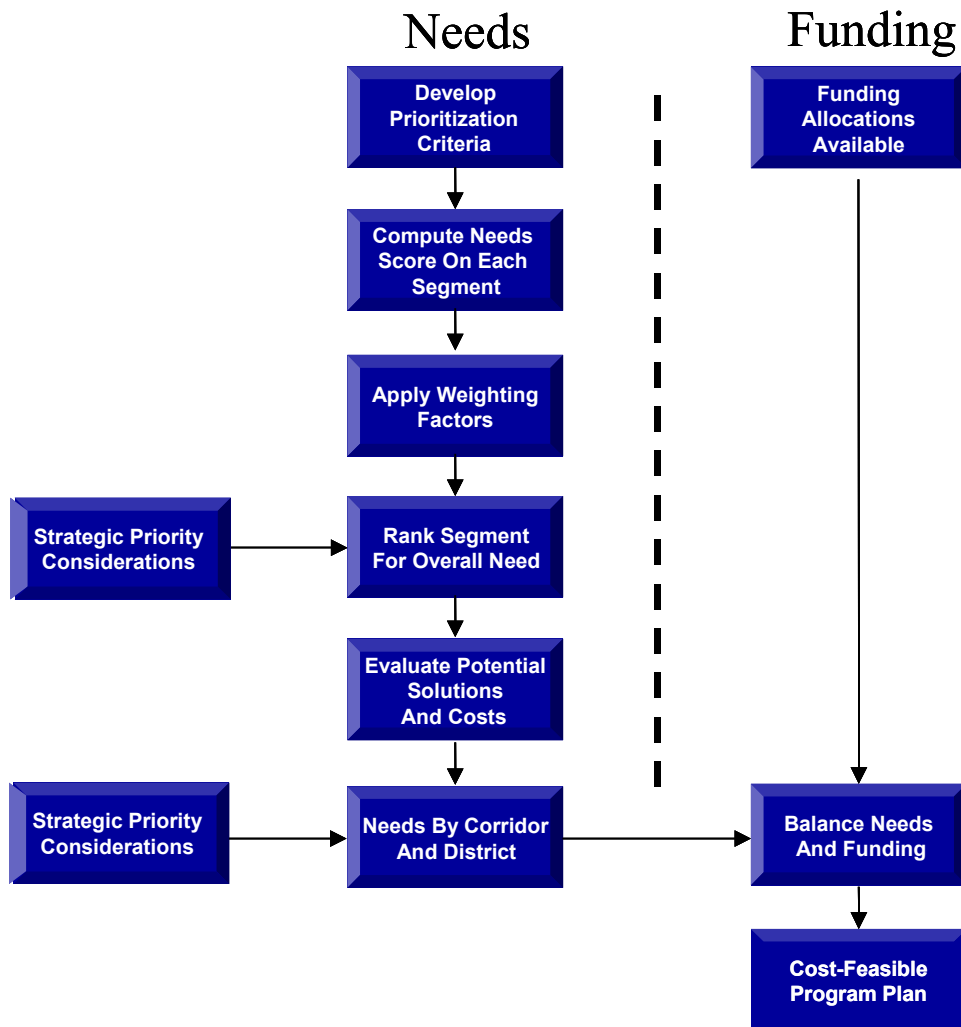 Needs
Funding
Develop
Prioritization
Criteria
Funding
Allocations
Available
Compute Needs
Score On Each
Segment
Apply Weighting
Factors
Strategic Priority
Considerations
Rank Segment
For Overall Need
Evaluate Potential
Solutions
And Costs
Strategic Priority
Considerations
Needs By Corridor
And District
Balance Needs
And Funding
Cost-Feasible
Program Plan